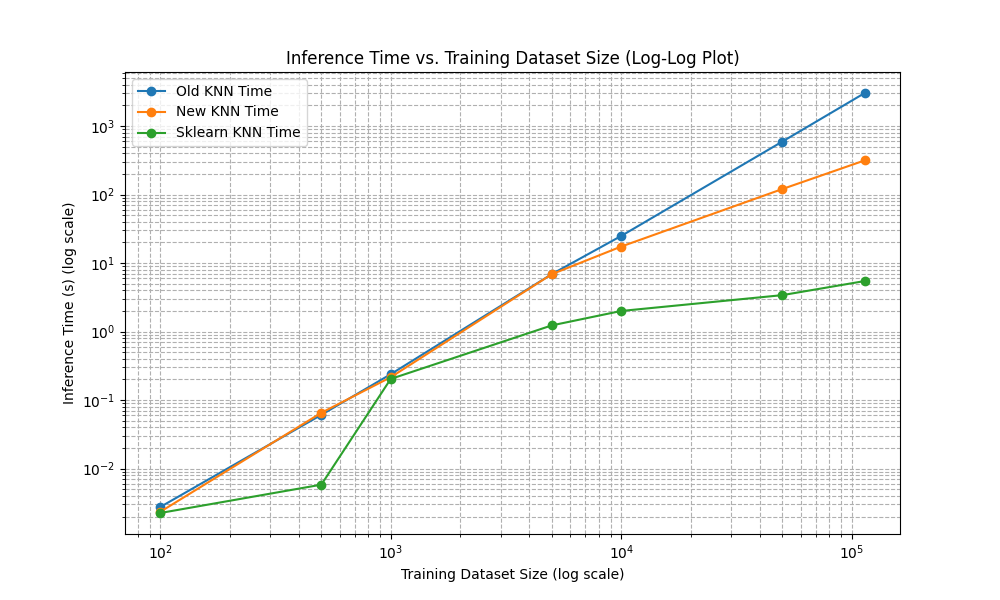 Inference Time vs. Training Dataset Size (Log-Log Plot)
Old KNN Time
New KNN Time
Sklearn KNN Time
Inference Time (s) (log scale)
10³
10²
10¹
10⁰
10⁻¹
10⁻²
10² 10³ 10⁴ 10⁵
Training Dataset Size (log scale)